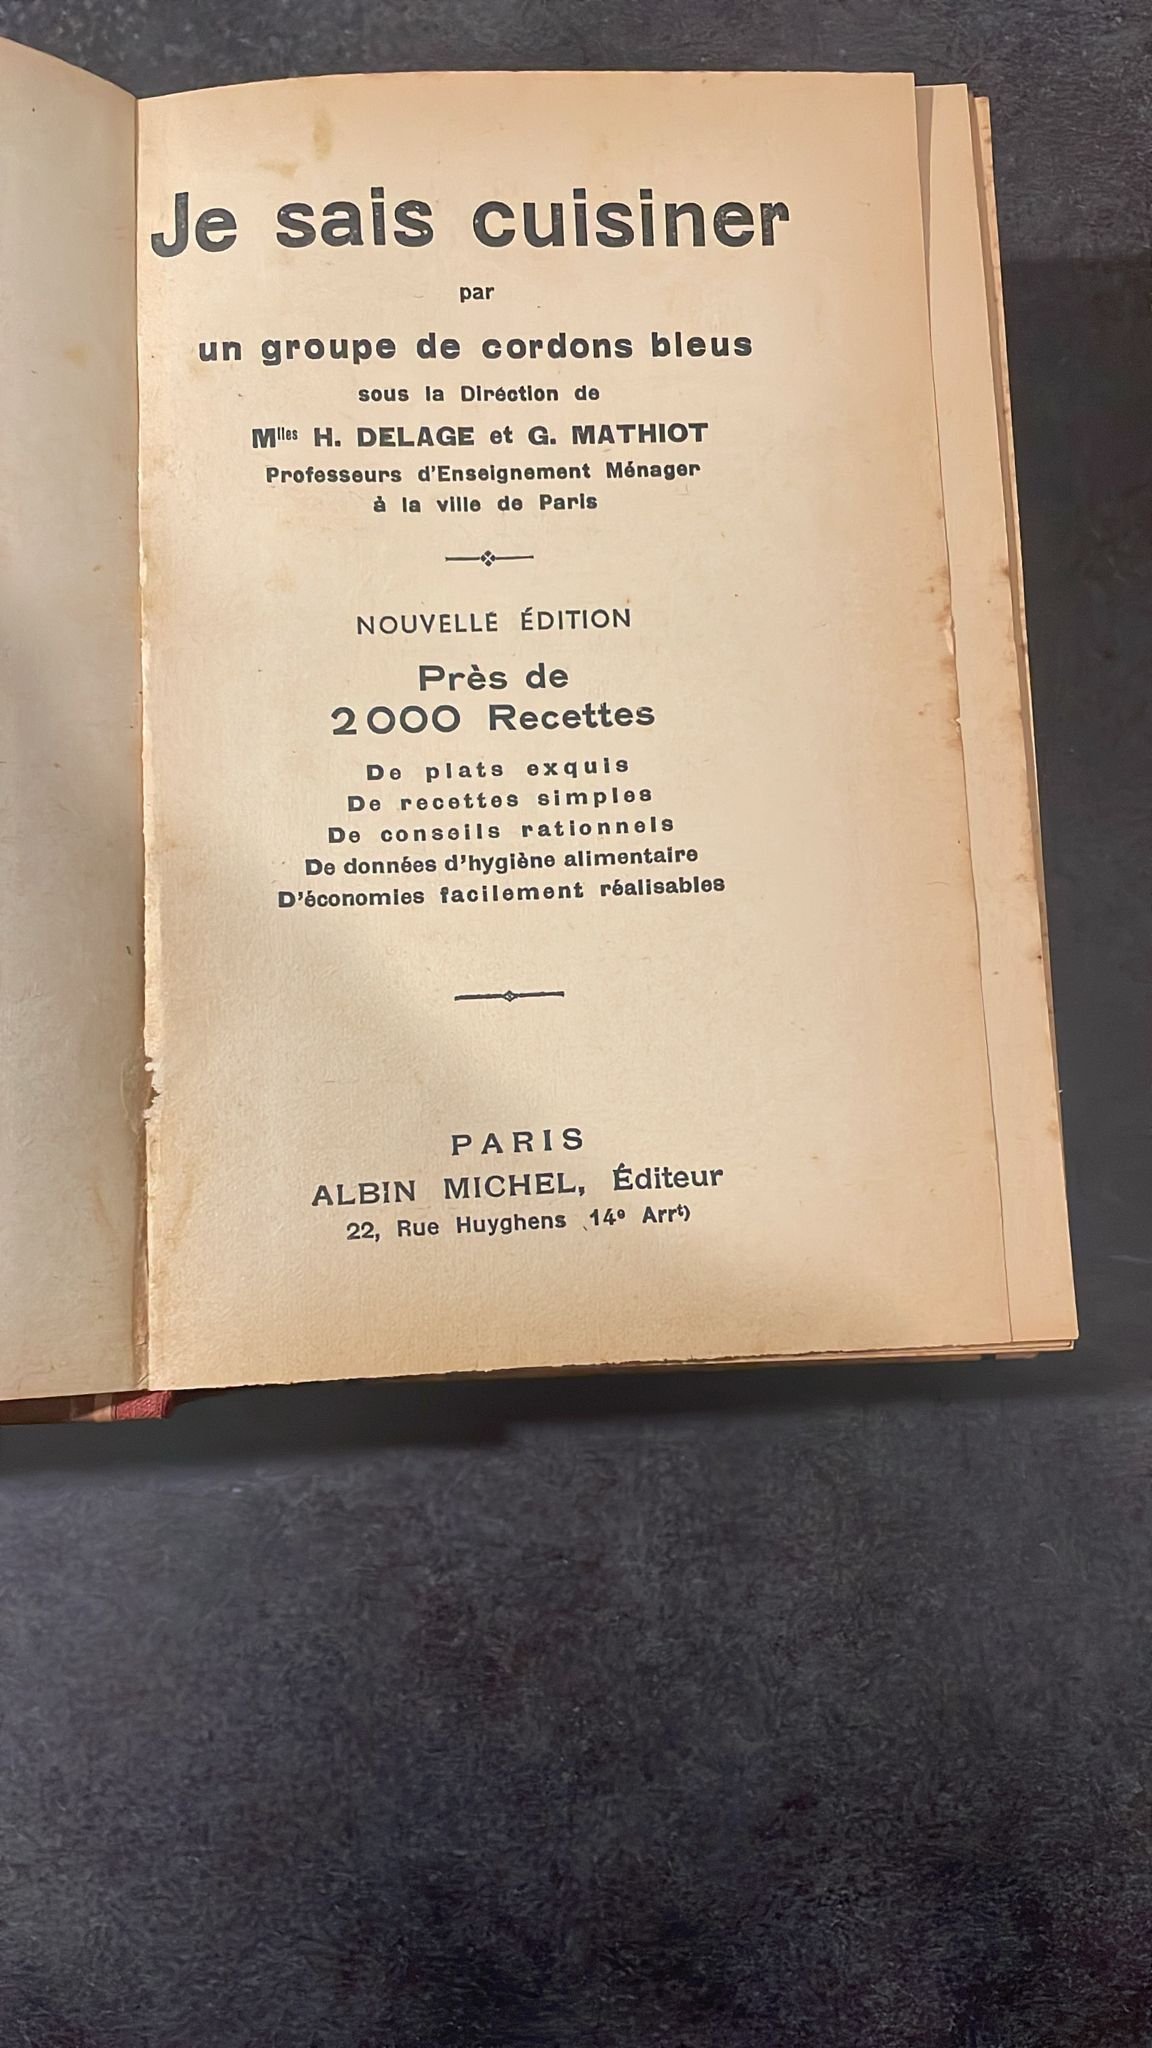 Je sais cuisiner
par
un groupe de cordons bleus
sous la Diréction de
Mlles H. DELAGE et G. MATHIOT
Professeurs d'Enseignement Ménager
à la ville de Paris
NOUVELLE ÉDITION
Près de
2000 Recettes
De plats exquis
De recettes simples
De conseils rationnels
De données d'hygiène alimentaire
D'économies facilement réalisables
PARIS
ALBIN MICHEL, Éditeur
22, Rue Huyghens 14e Arrt)